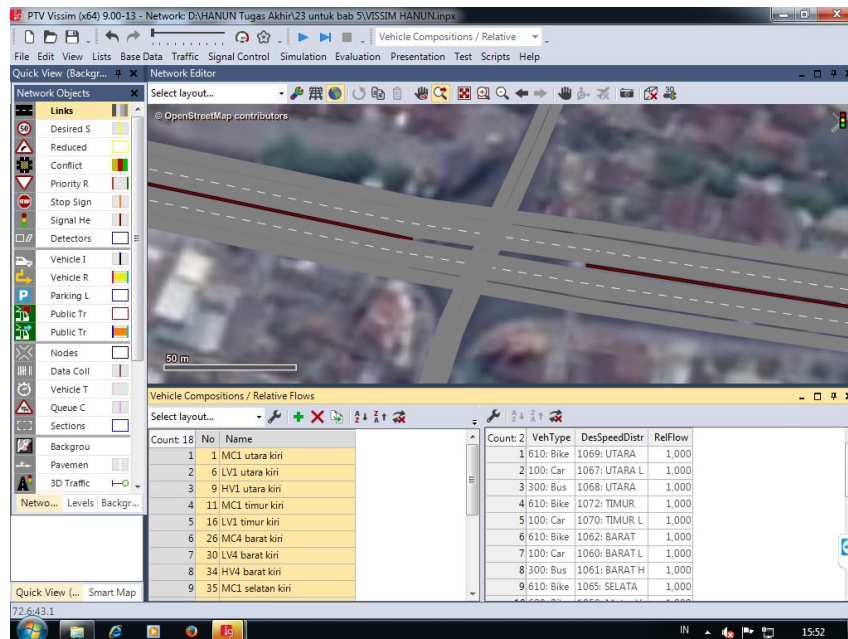 PTV Vissim (x64) 9.00-13 - Network: D:\HANUN Tugas Akhir\23 untuk bab 5\VISSIM HANUN.inpx
Vehicle Compositions / Relative
File Edit View Lists Base Data Traffic Signal Control Simulation Evaluation Presentation Test Scripts Help
Quick View (Backgr...
Network Editor
Network Objects
Select layout...
Links
© OpenStreetMap contributors
50 Desired S
Reduced
Conflict
Priority R
STOP Stop Sign
Signal He
Detectors
Vehicle I
Vehicle R
P Parking L
Public Tr
Public Tr
Nodes
Data Coll
Vehicle T
Queue C
Sections
Backgrou
Pavemen
3D Traffic
Netwo... Levels Backgr...
50 m
Vehicle Compositions / Relative Flows
Select layout...
Count: 18 No Name
1 1 MC1 utara kiri
2 6 LV1 utara kiri
3 9 HV1 utara kiri
4 11 MC1 timur kiri
5 16 LV1 timur kiri
6 26 MC4 barat kiri
7 30 LV4 barat kiri
8 34 HV4 barat kiri
9 35 MC1 selatan kiri
Count: 2 VehType DesSpeedDistr RelFlow
1 610: Bike 1069: UTARA 1,000
2 100: Car 1067: UTARA L 1,000
3 300: Bus 1068: UTARA 1,000
4 610: Bike 1072: TIMUR 1,000
5 100: Car 1070: TIMUR L 1,000
6 610: Bike 1062: BARAT 1,000
7 100: Car 1060: BARAT L 1,000
8 300: Bus 1061: BARAT H 1,000
9 610: Bike 1065: SELATA 1,000
Quick View (... Smart Map
72.6:43.1
IN 15:52